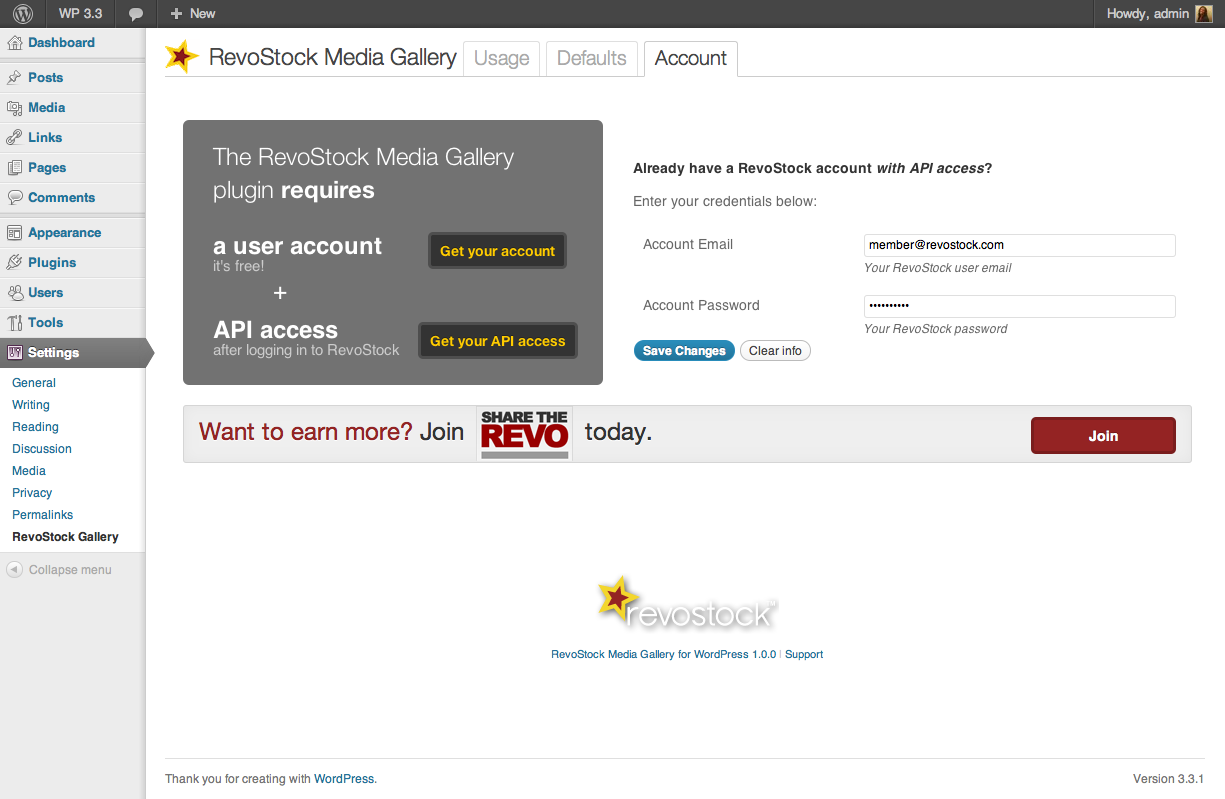 WP 3.3
New
Howdy, admin
Dashboard
Posts
Media
Links
Pages
Comments
Appearance
Plugins
Users
Tools
Settings
General
Writing
Reading
Discussion
Media
Privacy
Permalinks
RevoStock Gallery
Collapse menu
RevoStock Media Gallery
Usage
Defaults
Account
The RevoStock Media Gallery
plugin requires
a user account
it's free!
Get your account
+
API access
after logging in to RevoStock
Get your API access
Already have a RevoStock account with API access?
Enter your credentials below:
Account Email
member@revostock.com
Your RevoStock user email
Account Password
••••••••••
Your RevoStock password
Save Changes
Clear info
Want to earn more? Join
SHARE THE
REVO
today.
Join
revostock™
RevoStock Media Gallery for WordPress 1.0.0 | Support
Thank you for creating with WordPress.
Version 3.3.1